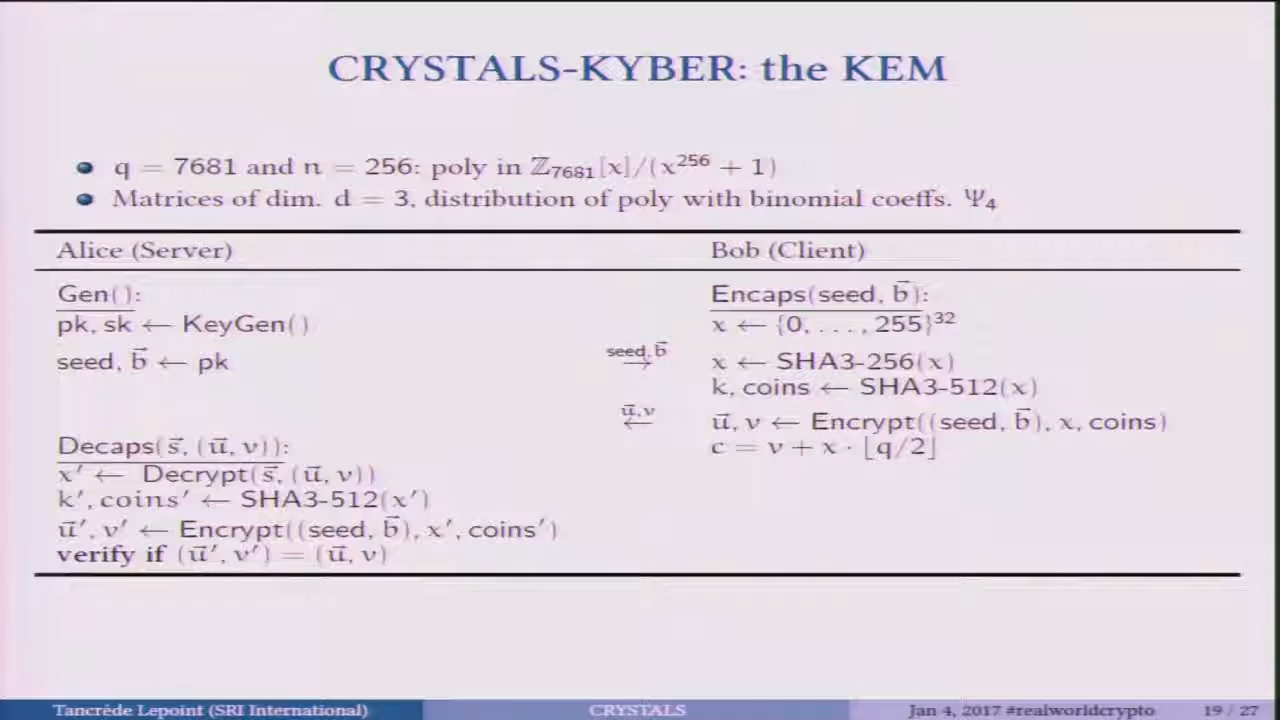 CRYSTALS-KYBER: the KEM
q = 7681 and n = 256: poly in ℤ₇₆₈₁[x]/(x²⁵⁶ + 1)
Matrices of dim. d = 3, distribution of poly with binomial coeffs. Ψ₄
Alice (Server) Bob (Client)
Gen(): Encaps(seed, b⃗):
pk, sk ← KeyGen() x ← {0, . . . , 255}³²
seed, b⃗ ← pk seed, b⃗ → x ← SHA3-256(x)
k, coins ← SHA3-512(x)
u⃗, v ← u⃗, v ← Encrypt((seed, b⃗), x, coins)
Decaps(s⃗, (u⃗, v)): c = v + x · ⌊q/2⌋
x′ ← Decrypt(s⃗, (u⃗, v))
k′, coins′ ← SHA3-512(x′)
u⃗′, v′ ← Encrypt((seed, b⃗), x′, coins′)
verify if (u⃗′, v′) = (u⃗, v)
Tancrède Lepoint (SRI International) CRYSTALS Jan 4, 2017 #realworldcrypto 19 / 27